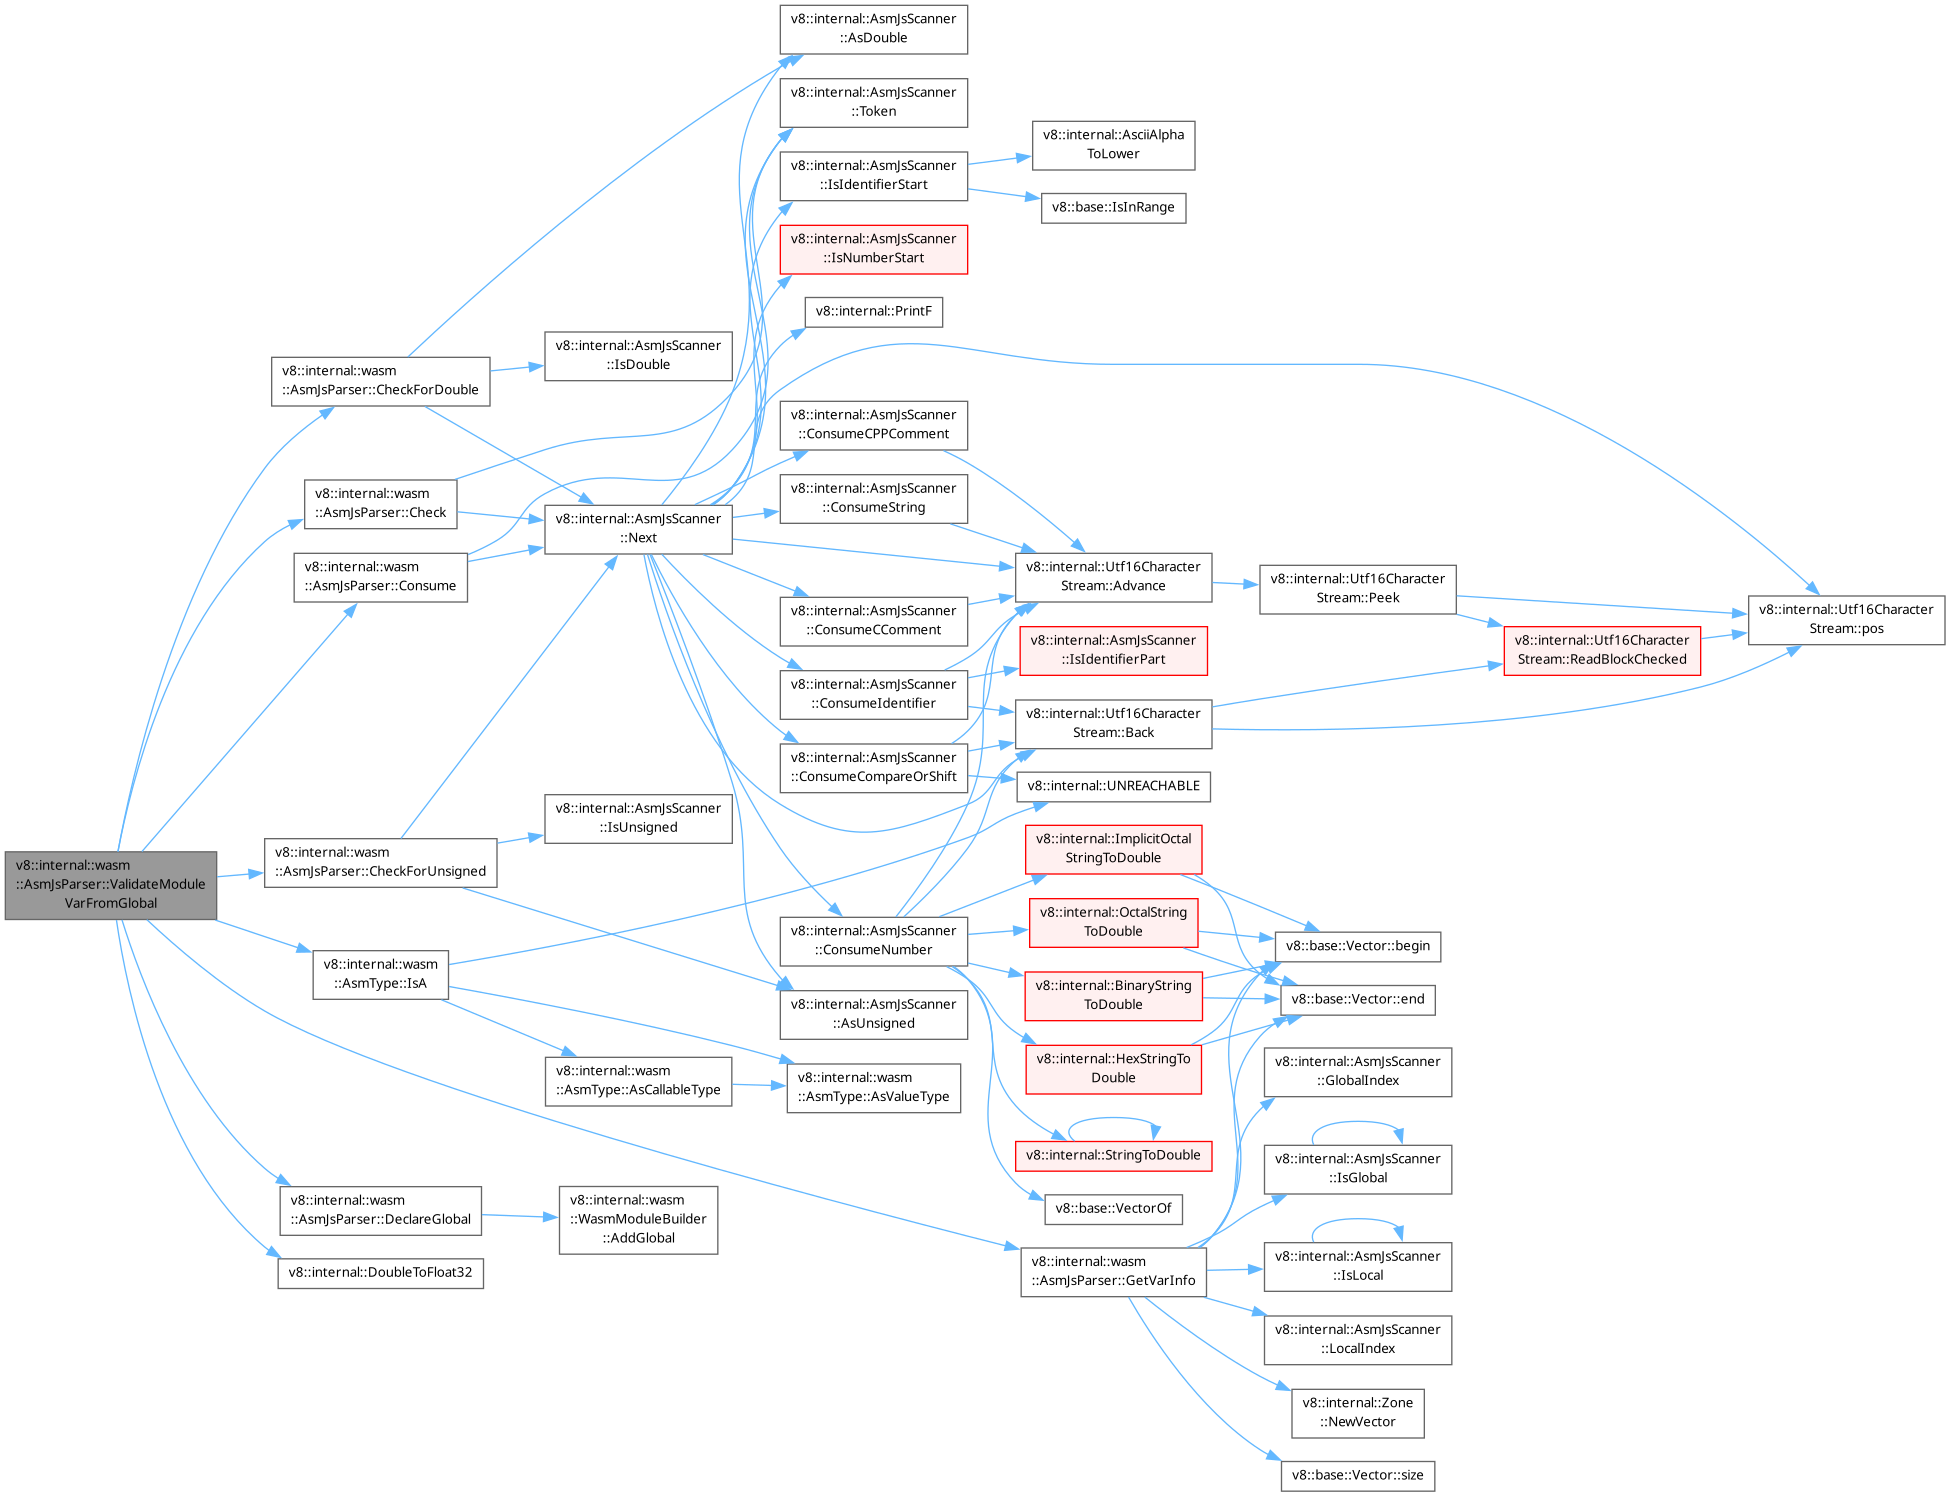 v8::internal::AsmJsScanner
::AsDouble
v8::internal::AsmJsScanner
::Token
v8::internal::AsmJsScanner
::IsIdentifierStart
v8::internal::AsciiAlpha
ToLower
v8::base::IsInRange
v8::internal::AsmJsScanner
::IsNumberStart
v8::internal::PrintF
v8::internal::wasm
::AsmJsParser::CheckForDouble
v8::internal::AsmJsScanner
::IsDouble
v8::internal::AsmJsScanner
::ConsumeCPPComment
v8::internal::wasm
::AsmJsParser::Check
v8::internal::AsmJsScanner
::ConsumeString
v8::internal::AsmJsScanner
::Next
v8::internal::wasm
::AsmJsParser::Consume
v8::internal::Utf16Character
Stream::Advance
v8::internal::Utf16Character
Stream::Peek
v8::internal::Utf16Character
Stream::pos
v8::internal::AsmJsScanner
::ConsumeCComment
v8::internal::AsmJsScanner
::IsIdentifierPart
v8::internal::Utf16Character
Stream::ReadBlockChecked
v8::internal::AsmJsScanner
::ConsumeIdentifier
v8::internal::Utf16Character
Stream::Back
v8::internal::AsmJsScanner
::ConsumeCompareOrShift
v8::internal::UNREACHABLE
v8::internal::AsmJsScanner
::IsUnsigned
v8::internal::wasm
::AsmJsParser::CheckForUnsigned
v8::internal::ImplicitOctal
StringToDouble
v8::internal::wasm
::AsmJsParser::ValidateModule
VarFromGlobal
v8::internal::OctalString
ToDouble
v8::internal::AsmJsScanner
::ConsumeNumber
v8::base::Vector::begin
v8::internal::wasm
::AsmType::IsA
v8::internal::BinaryString
ToDouble
v8::base::Vector::end
v8::internal::AsmJsScanner
::AsUnsigned
v8::internal::HexStringTo
Double
v8::internal::AsmJsScanner
::GlobalIndex
v8::internal::wasm
::AsmType::AsCallableType
v8::internal::wasm
::AsmType::AsValueType
v8::internal::StringToDouble
v8::internal::AsmJsScanner
::IsGlobal
v8::base::VectorOf
v8::internal::wasm
::AsmJsParser::DeclareGlobal
v8::internal::wasm
::WasmModuleBuilder
::AddGlobal
v8::internal::DoubleToFloat32
v8::internal::wasm
::AsmJsParser::GetVarInfo
v8::internal::AsmJsScanner
::IsLocal
v8::internal::AsmJsScanner
::LocalIndex
v8::internal::Zone
::NewVector
v8::base::Vector::size